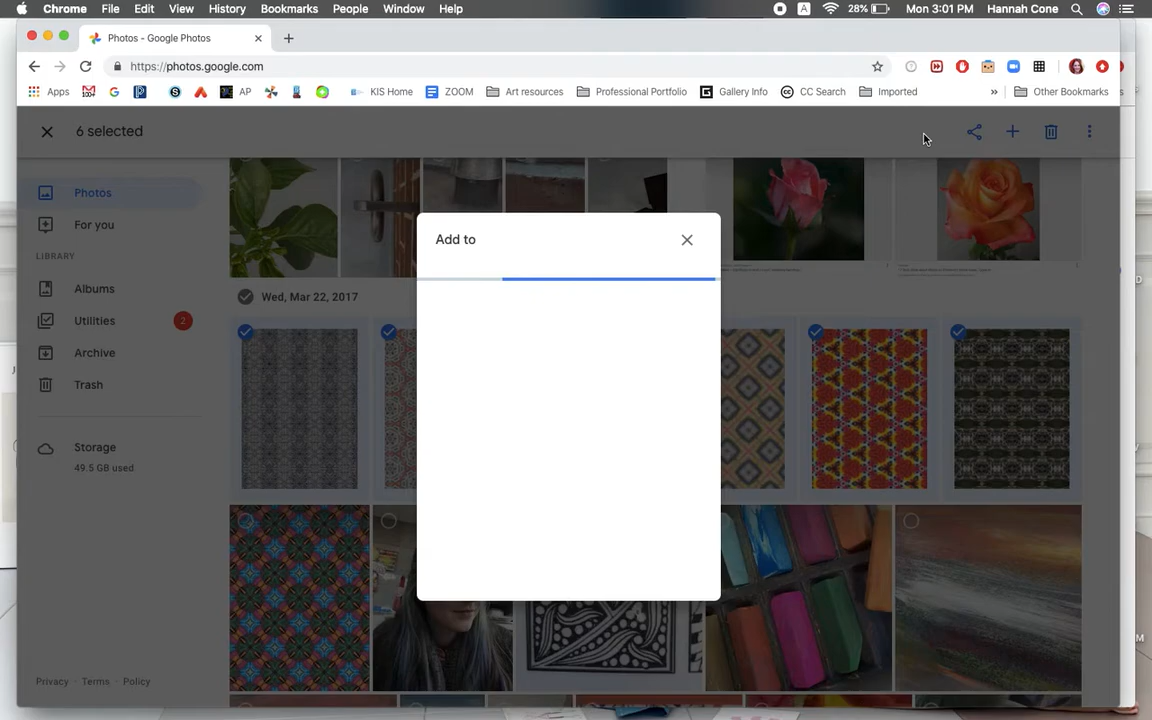 Chrome File Edit View History Bookmarks People Window Help A 28% Mon 3:01 PM Hannah Cone
Photos - Google Photos
https://photos.google.com
Apps AP KIS Home ZOOM Art resources Professional Portfolio Gallery Info CC Search Imported » Other Bookmarks
6 selected
Photos
For you
LIBRARY
Albums
Utilities 2
Archive
Trash
Storage
49.5 GB used
Privacy · Terms · Policy
Add to
Wed, Mar 22, 2017